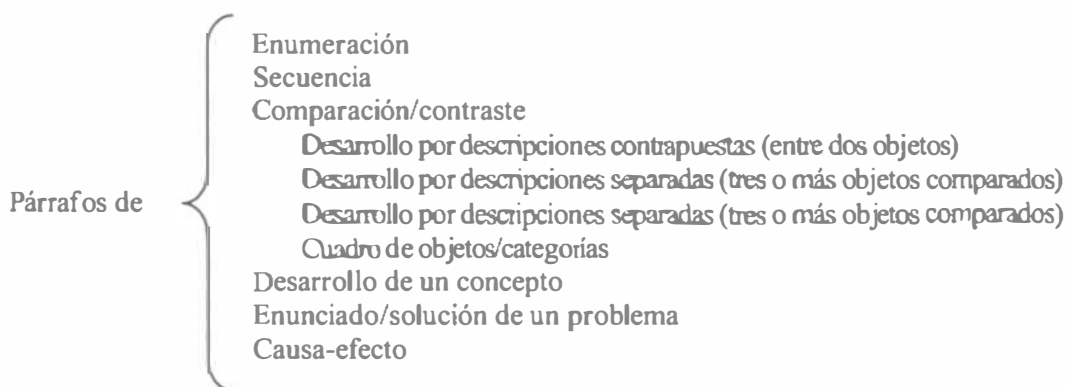 Enumeración
Secuencia
Comparación/contraste
Desarrollo por descripciones contrapuestas (entre dos objetos)
Desarrollo por descripciones separadas (tres o más objetos comparados)
Párrafos de
Desarrollo por descripciones separadas (tres o más objetos comparados)
Cuadro de objetos/categorías
Desarrollo de un concepto
Enunciado/solución de un problema
Causa-efecto